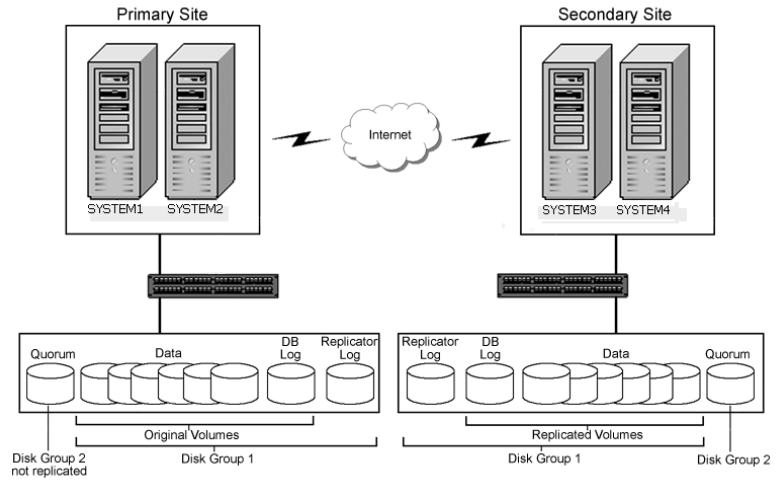 Primary Site
Secondary Site
Internet
SYSTEM1
SYSTEM2
SYSTEM3
SYSTEM4
Quorum
Data
DB
Log
Replicator
Log
Replicator
Log
DB
Log
Data
Quorum
Original Volumes
Replicated Volumes
Disk Group 2
not replicated
Disk Group 1
Disk Group 1
Disk Group 2